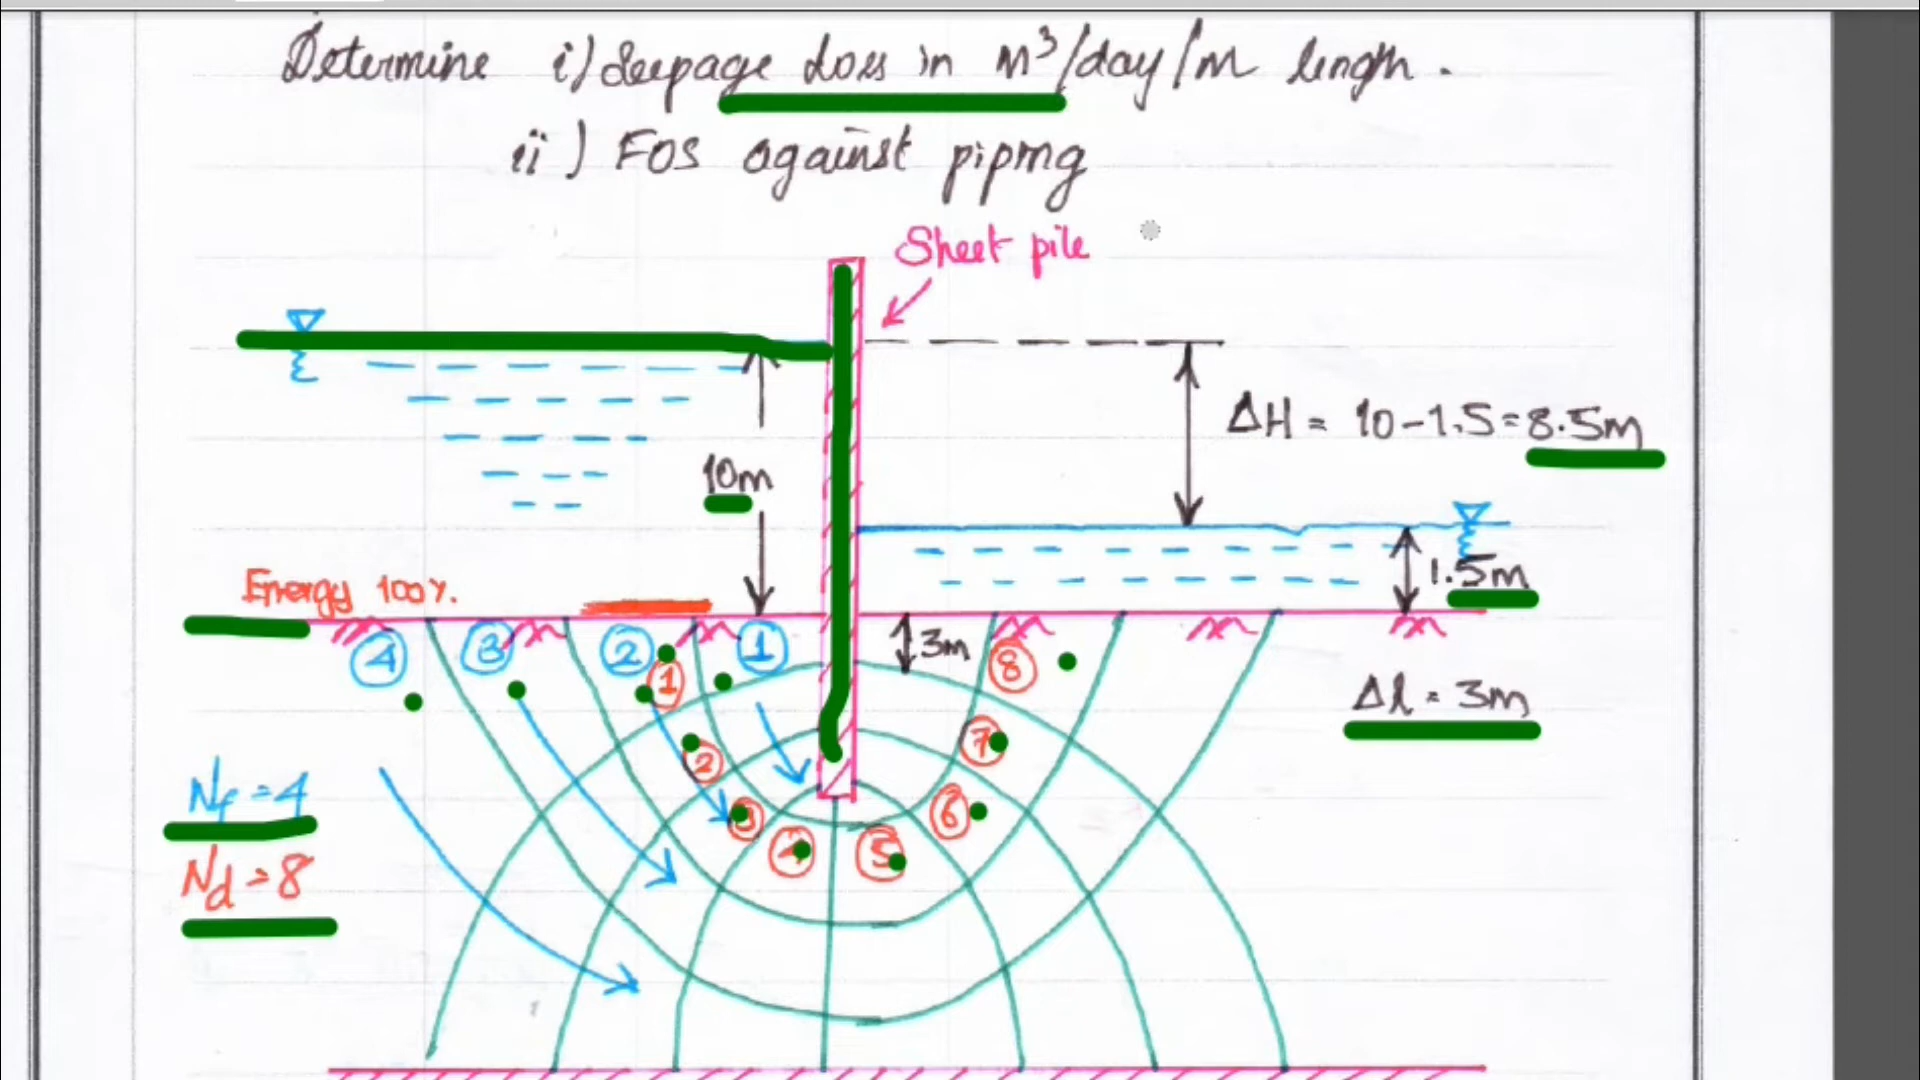 Determine i) Seepage loss in m³/day/m length.
ii) FOS against piping
Sheet pile
ΔH = 10-1.5=8.5m
10m
1.5m
Energy 100%.
4 3 2 1
1 2 3 4 5 6 7 8
3m
Δl = 3m
Nf=4
Nd=8